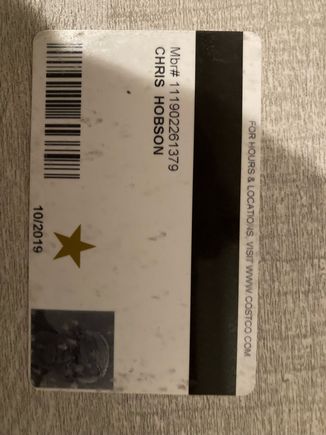 FOR HOURS & LOCATIONS, VISIT WWW.COSTCO.COM
Mbr# 111902261379
CHRIS HOBSON
10/2019